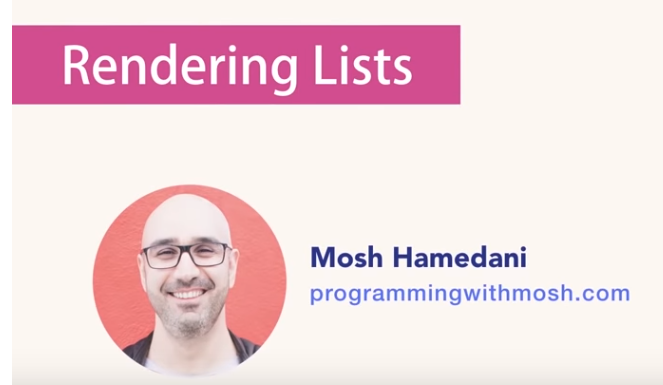 Rendering Lists
Mosh Hamedani
programmingwithmosh.com